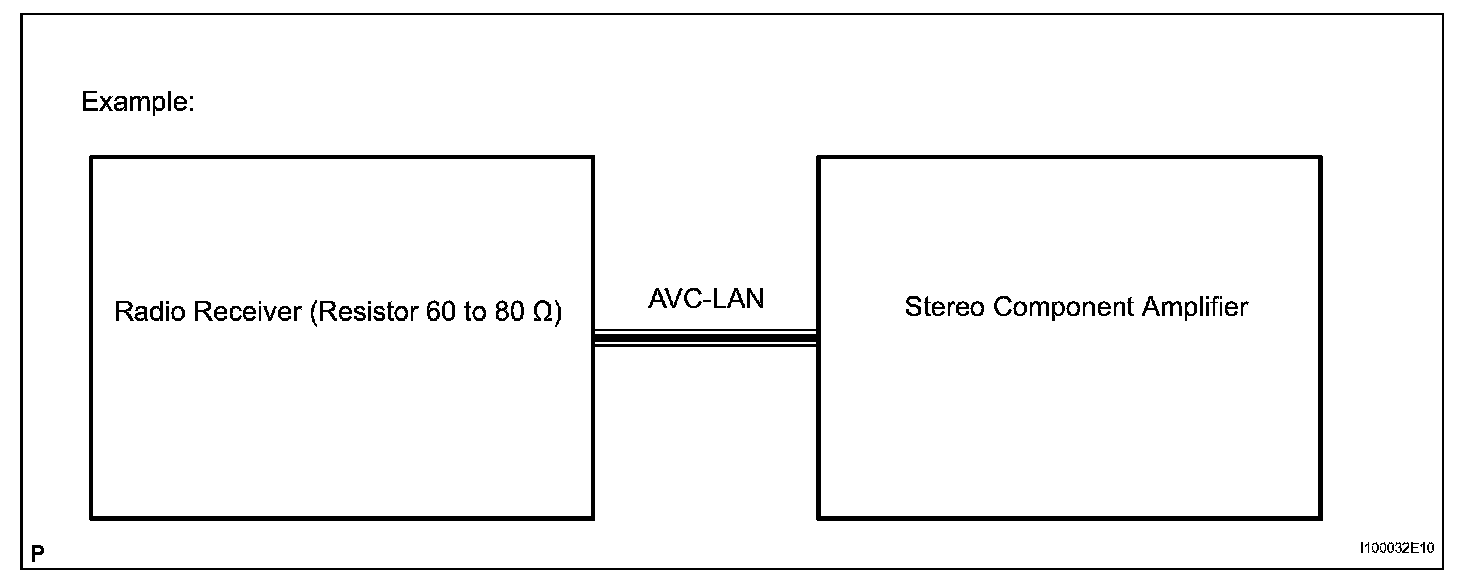 Example:
Radio Receiver (Resistor 60 to 80 Ω)
AVC-LAN
Stereo Component Amplifier
P
I100032E10